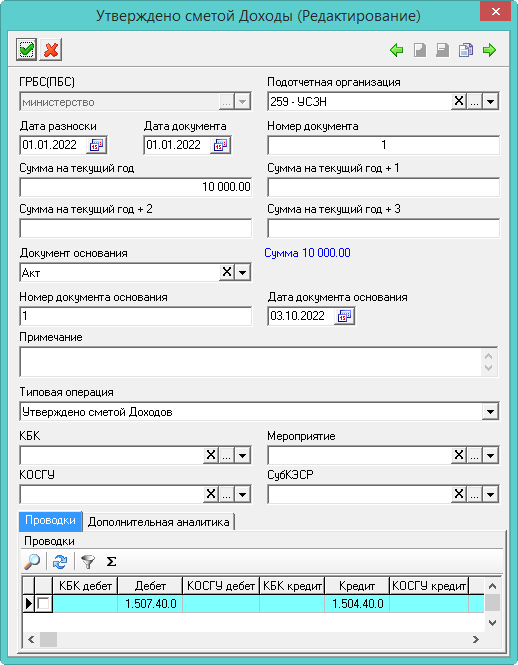 Утверждено сметой Доходы (Редактирование)
ГРБС(ПБС) Подотчетная организация
министерство ... 259 - УСЗН X ...
Дата разноски Дата документа Номер документа
01.01.2022 01.01.2022 1
Сумма на текущий год Сумма на текущий год + 1
10 000.00
Сумма на текущий год + 2 Сумма на текущий год + 3
Документ основания Сумма 10 000.00
Акт X
Номер документа основания Дата документа основания
1 03.10.2022
Примечание
Типовая операция
Утверждено сметой Доходов
КБК Мероприятие
X ... X ...
КОСГУ СубКЭСР
X ... X ...
Проводки Дополнительная аналитика
Проводки
Σ
КБК дебет Дебет КОСГУ дебет КБК кредит Кредит КОСГУ кредит
1.507.40.0 1.504.40.0